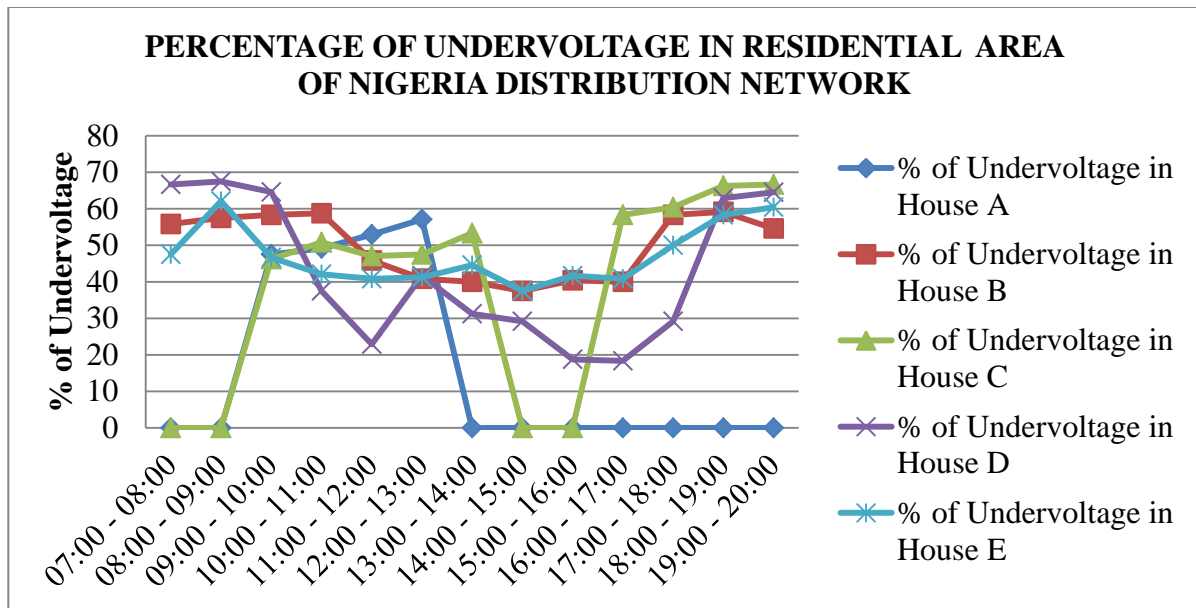 PERCENTAGE OF UNDERVOLTAGE IN RESIDENTIAL AREA
OF NIGERIA DISTRIBUTION NETWORK
% of Undervoltage
80
70
60
50
40
30
20
10
0
07:00 - 08:00
08:00 - 09:00
09:00 - 10:00
10:00 - 11:00
11:00 - 12:00
12:00 - 13:00
13:00 - 14:00
14:00 - 15:00
15:00 - 16:00
16:00 - 17:00
17:00 - 18:00
18:00 - 19:00
19:00 - 20:00
% of Undervoltage in
House A
% of Undervoltage in
House B
% of Undervoltage in
House C
% of Undervoltage in
House D
% of Undervoltage in
House E